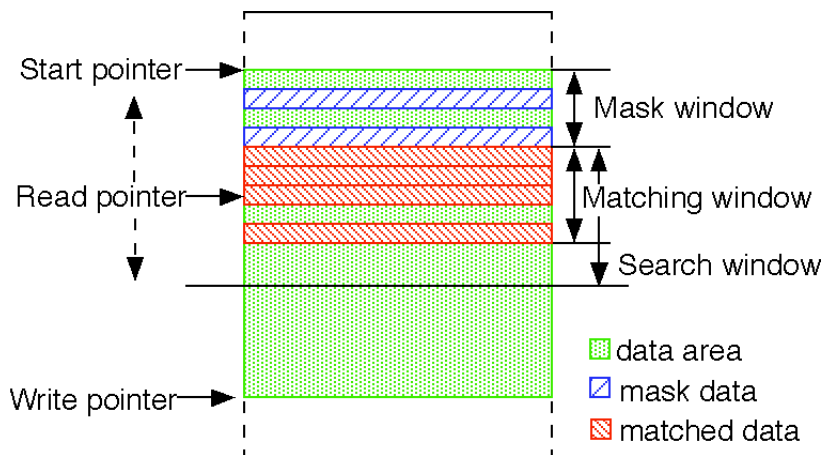 Start pointer
Mask window
Read pointer
Matching window
Search window
data area
Write pointer
mask data
matched data